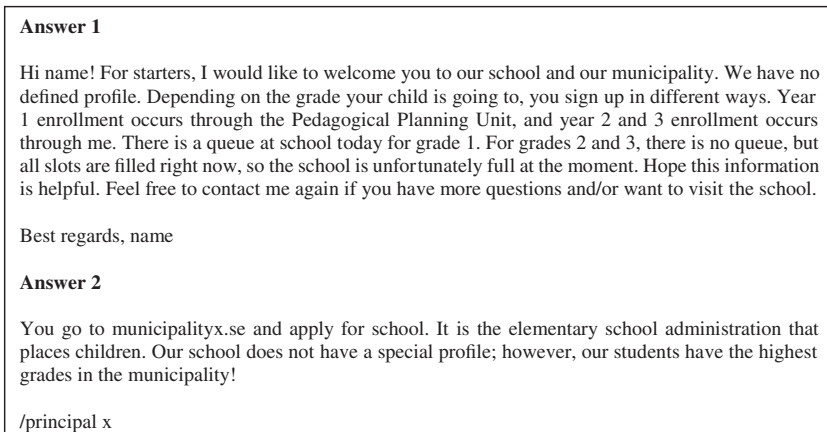 Answer 1
Hi name! For starters, I would like to welcome you to our school and our municipality. We have no
defined profile. Depending on the grade your child is going to, you sign up in different ways. Year
1 enrollment occurs through the Pedagogical Planning Unit, and year 2 and 3 enrollment occurs
through me. There is a queue at school today for grade 1. For grades 2 and 3, there is no queue, but
all slots are filled right now, so the school is unfortunately full at the moment. Hope this information
is helpful. Feel free to contact me again if you have more questions and/or want to visit the school.
Best regards, name
Answer 2
You go to municipalityx.se and apply for school. It is the elementary school administration that
places children. Our school does not have a special profile; however, our students have the highest
grades in the municipality!
/principal x